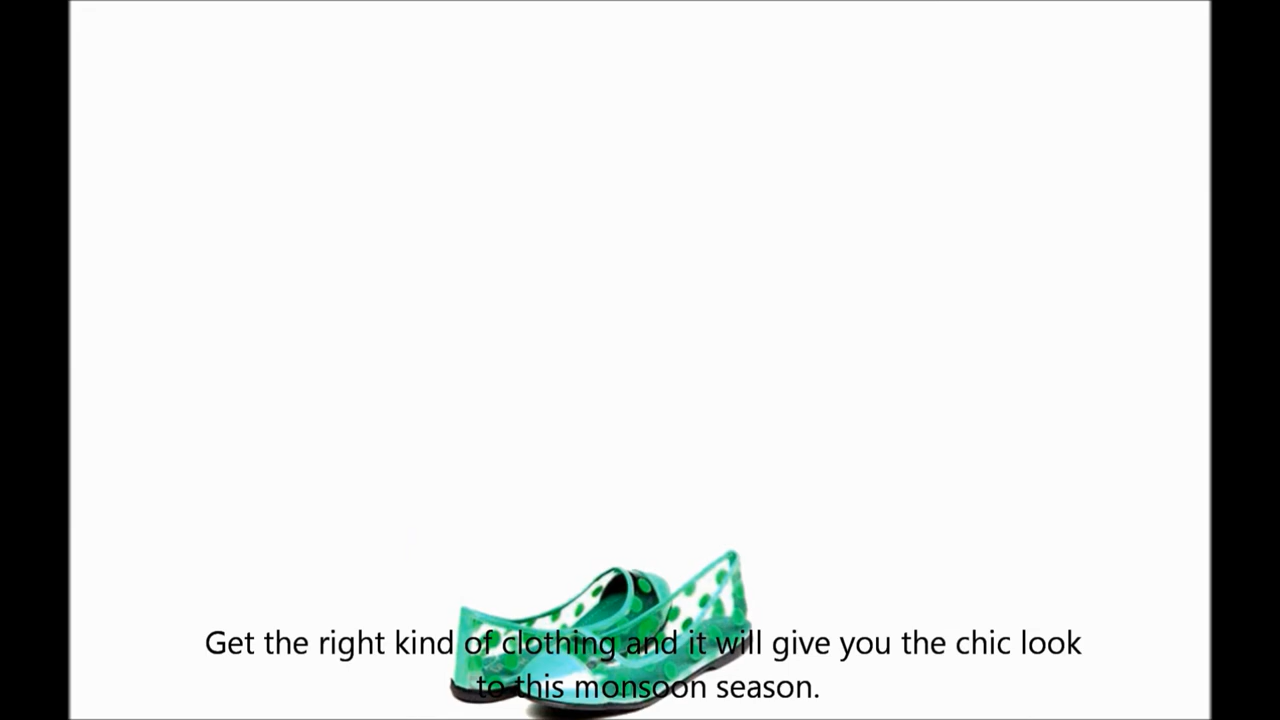 Get the right kind of clothing and it will give you the chic look
to this monsoon season.